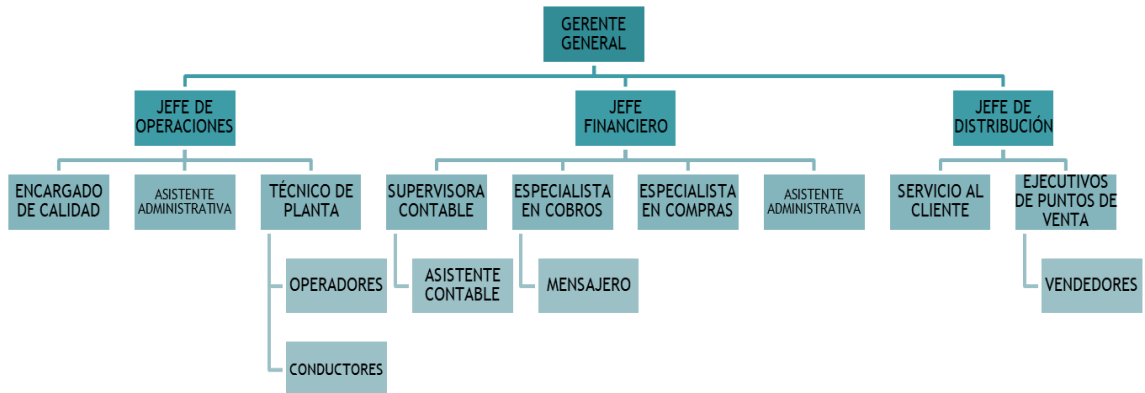 GERENTE
GENERAL
JEFE DE
OPERACIONES
JEFE
FINANCIERO
JEFE DE
DISTRIBUCIÓN
ENCARGADO
DE CALIDAD
ASISTENTE
ADMINISTRATIVA
TÉCNICO DE
PLANTA
SUPERVISORA
CONTABLE
ESPECIALISTA
EN COBROS
ESPECIALISTA
EN COMPRAS
ASISTENTE
ADMINISTRATIVA
SERVICIO AL
CLIENTE
EJECUTIVOS
DE PUNTOS DE
VENTA
OPERADORES
ASISTENTE
CONTABLE
MENSAJERO
VENDEDORES
CONDUCTORES